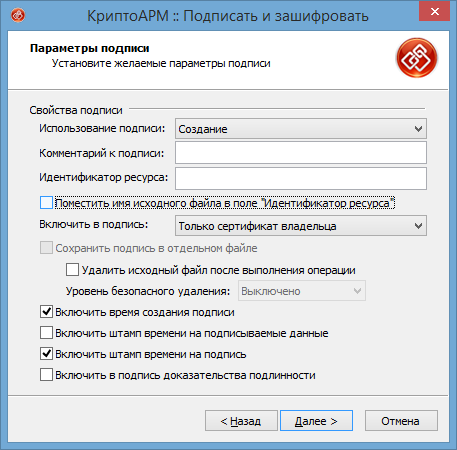 КриптоАРМ :: Подписать и зашифровать
Параметры подписи
Установите желаемые параметры подписи
Свойства подписи
Использование подписи: Создание
Комментарий к подписи:
Идентификатор ресурса:
Поместить имя исходного файла в поле "Идентификатор ресурса"
Включить в подпись: Только сертификат владельца
Сохранить подпись в отдельном файле
Удалить исходный файл после выполнения операции
Уровень безопасного удаления: Выключено
Включить время создания подписи
Включить штамп времени на подписываемые данные
Включить штамп времени на подпись
Включить в подпись доказательства подлинности
< Назад Далее > Отмена